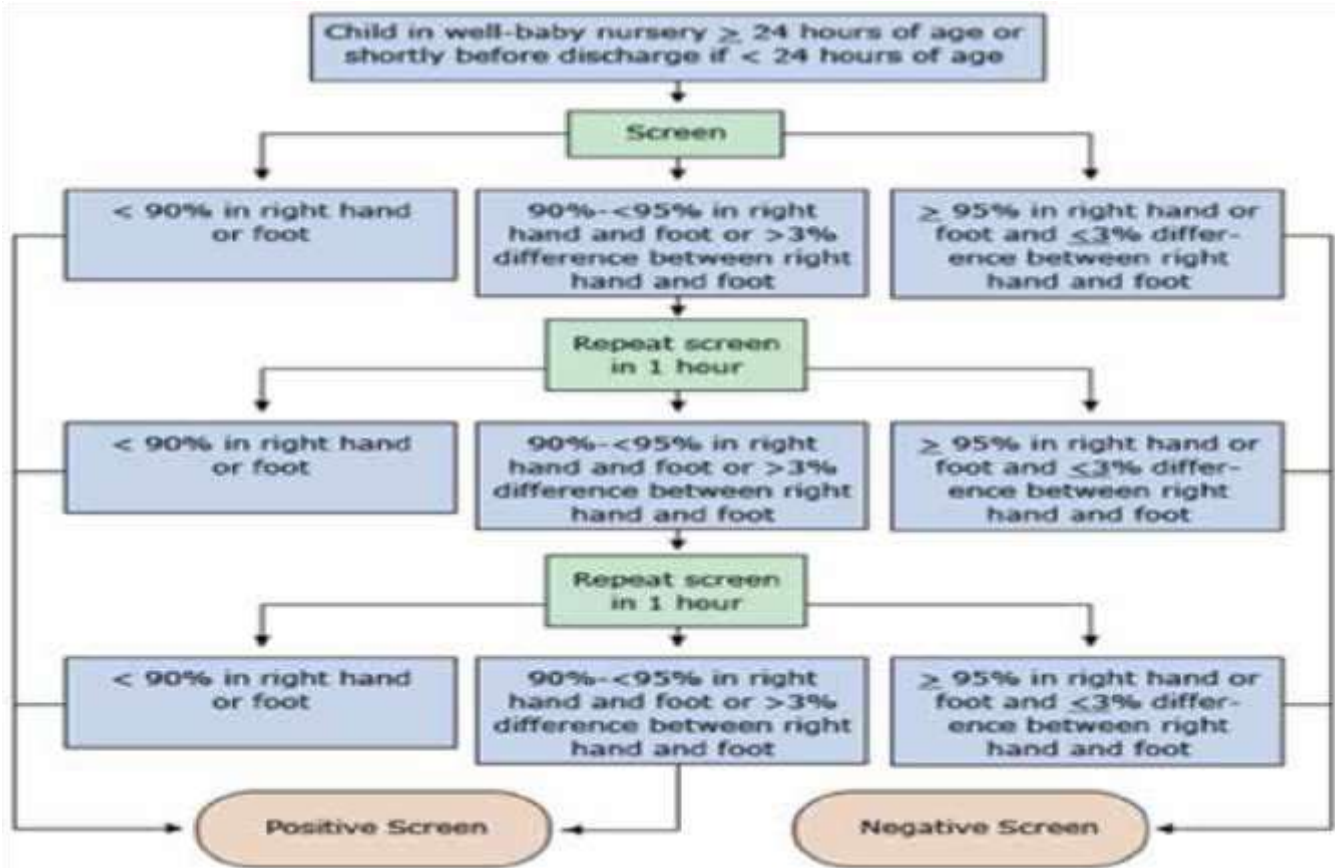 Child in well-baby nursery ≥ 24 hours of age or
shortly before discharge if < 24 hours of age
Screen
< 90% in right hand
or foot
90%-<95% in right
hand and foot or >3%
difference between right
hand and foot
≥ 95% in right hand or
foot and ≤3% differ-
ence between right
hand and foot
Repeat screen
in 1 hour
< 90% in right hand
or foot
90%-<95% in right
hand and foot or >3%
difference between right
hand and foot
≥ 95% in right hand or
foot and ≤3% differ-
ence between right
hand and foot
Repeat screen
in 1 hour
< 90% in right hand
or foot
90%-<95% in right
hand and foot or >3%
difference between right
hand and foot
≥ 95% in right hand or
foot and ≤3% differ-
ence between right
hand and foot
Positive Screen
Negative Screen